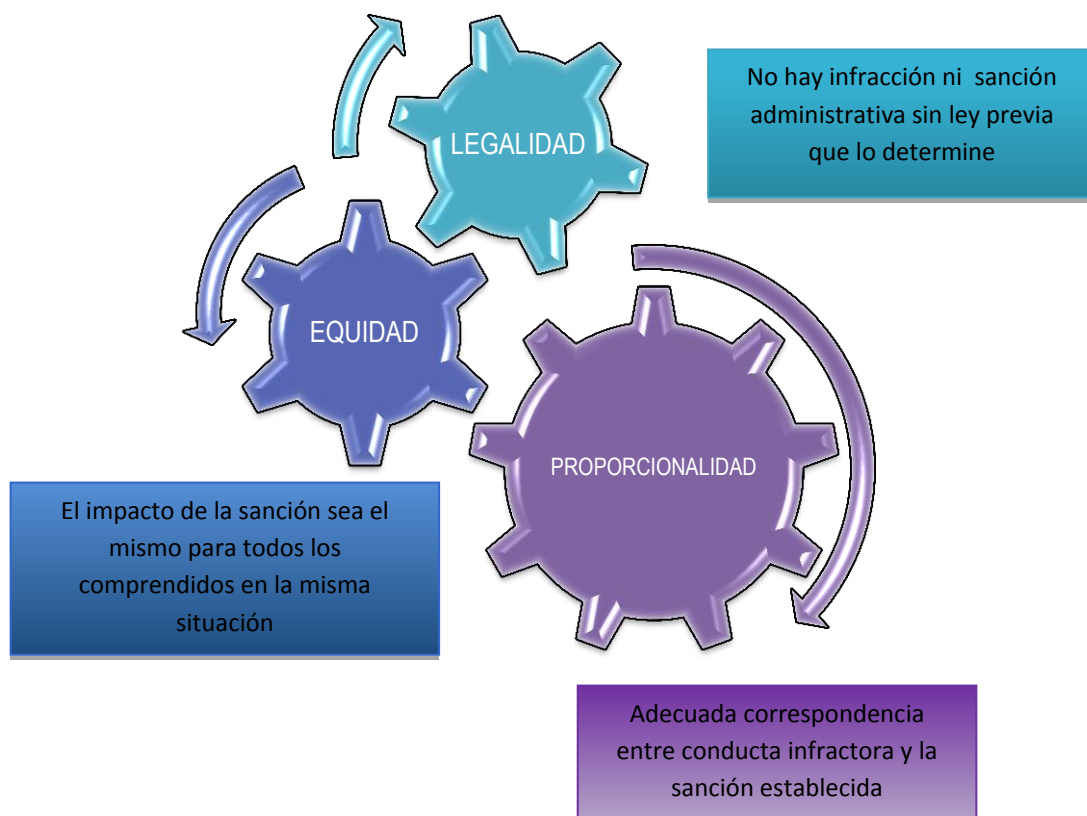 LEGALIDAD
No hay infracción ni sanción
administrativa sin ley previa
que lo determine
EQUIDAD
El impacto de la sanción sea el
mismo para todos los
comprendidos en la misma
situación
PROPORCIONALIDAD
Adecuada correspondencia
entre conducta infractora y la
sanción establecida